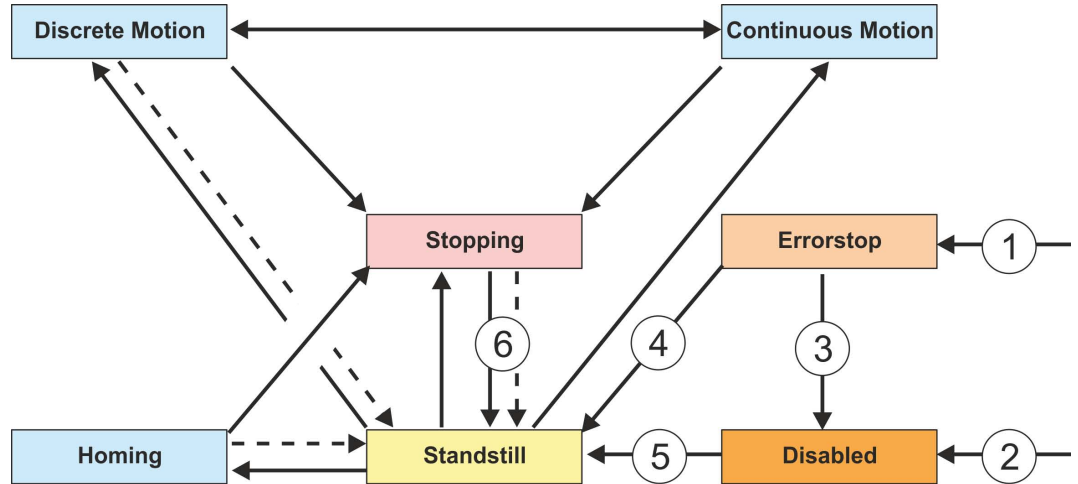 Discrete Motion
Continuous Motion
Stopping
Errorstop
1
6
4
3
Homing
Standstill
5
Disabled
2